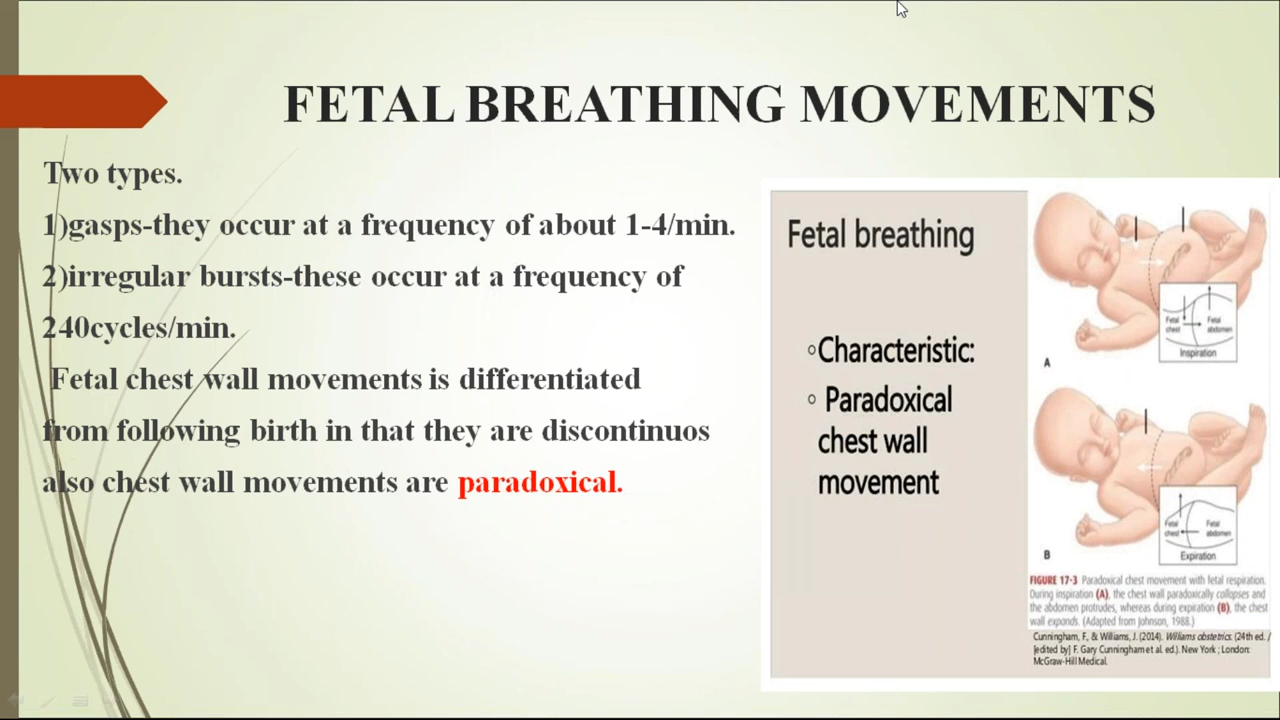 FETAL BREATHING MOVEMENTS
Two types.
1)gasps-they occur at a frequency of about 1-4/min.
2)irregular bursts-these occur at a frequency of
240cycles/min.
Fetal chest wall movements is differentiated
from following birth in that they are discontinuos
also chest wall movements are paradoxical.
Fetal breathing
Characteristic:
Paradoxical
chest wall
movement
Fetal chest
Fetal abdomen
Inspiration
A
Fetal chest
Fetal abdomen
Expiration
B
FIGURE 17-3 Paradoxical chest movement with fetal respiration.
During inspiration (A), the chest wall paradoxically collapses and
the abdomen protrudes, whereas during expiration (B), the chest
wall expands. (Adapted from Johnson, 1988.)
Cunningham, F., & Williams, J. (2014). Williams obstetrics. (24th ed. /
[edited by] F. Gary Cunningham et al. ed.). New York ; London:
McGraw-Hill Medical.